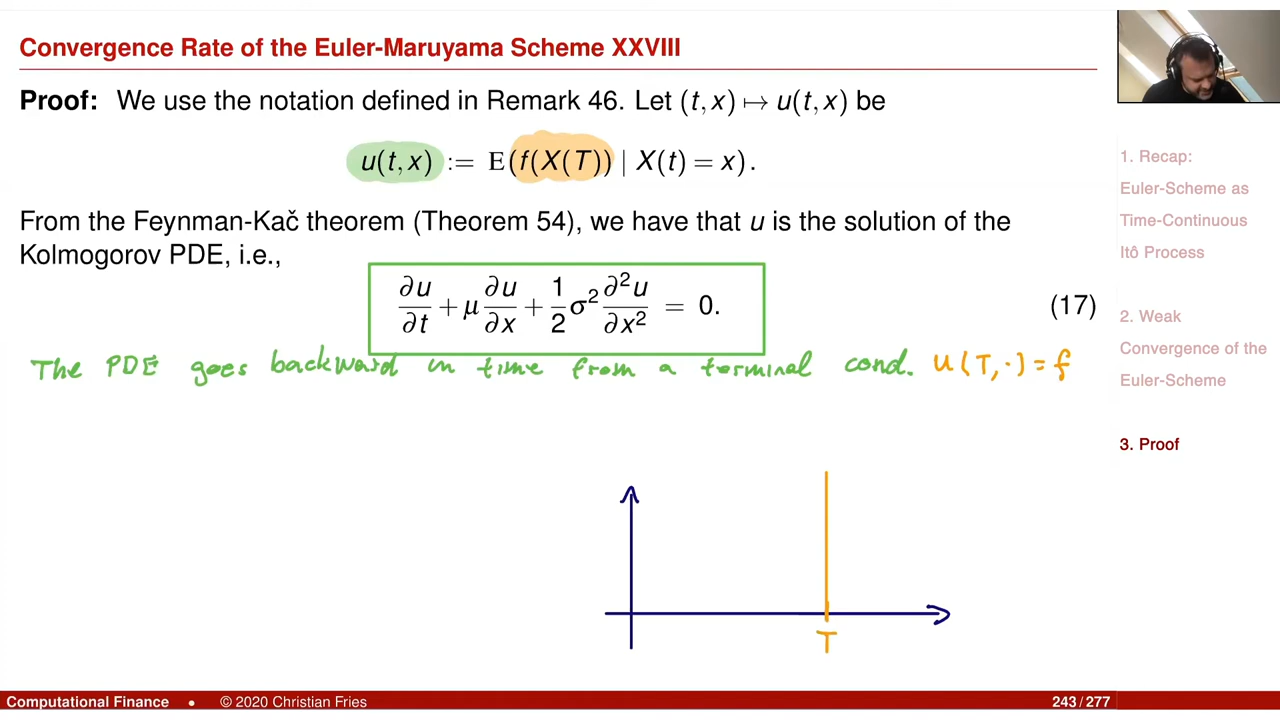 Convergence Rate of the Euler-Maruyama Scheme XXVIII
Proof: We use the notation defined in Remark 46. Let (t, x) ↦ u(t, x) be
u(t, x) := E(f(X(T)) | X(t) = x).
From the Feynman-Kač theorem (Theorem 54), we have that u is the solution of the
Kolmogorov PDE, i.e.,
∂u/∂t + μ ∂u/∂x + 1/2 σ² ∂²u/∂x² = 0. (17)
The PDE goes backward in time from a terminal cond. u(T, ·) = f
T
1. Recap:
Euler-Scheme as
Time-Continuous
Itô Process
2. Weak
Convergence of the
Euler-Scheme
3. Proof
Computational Finance • © 2020 Christian Fries 243 / 277